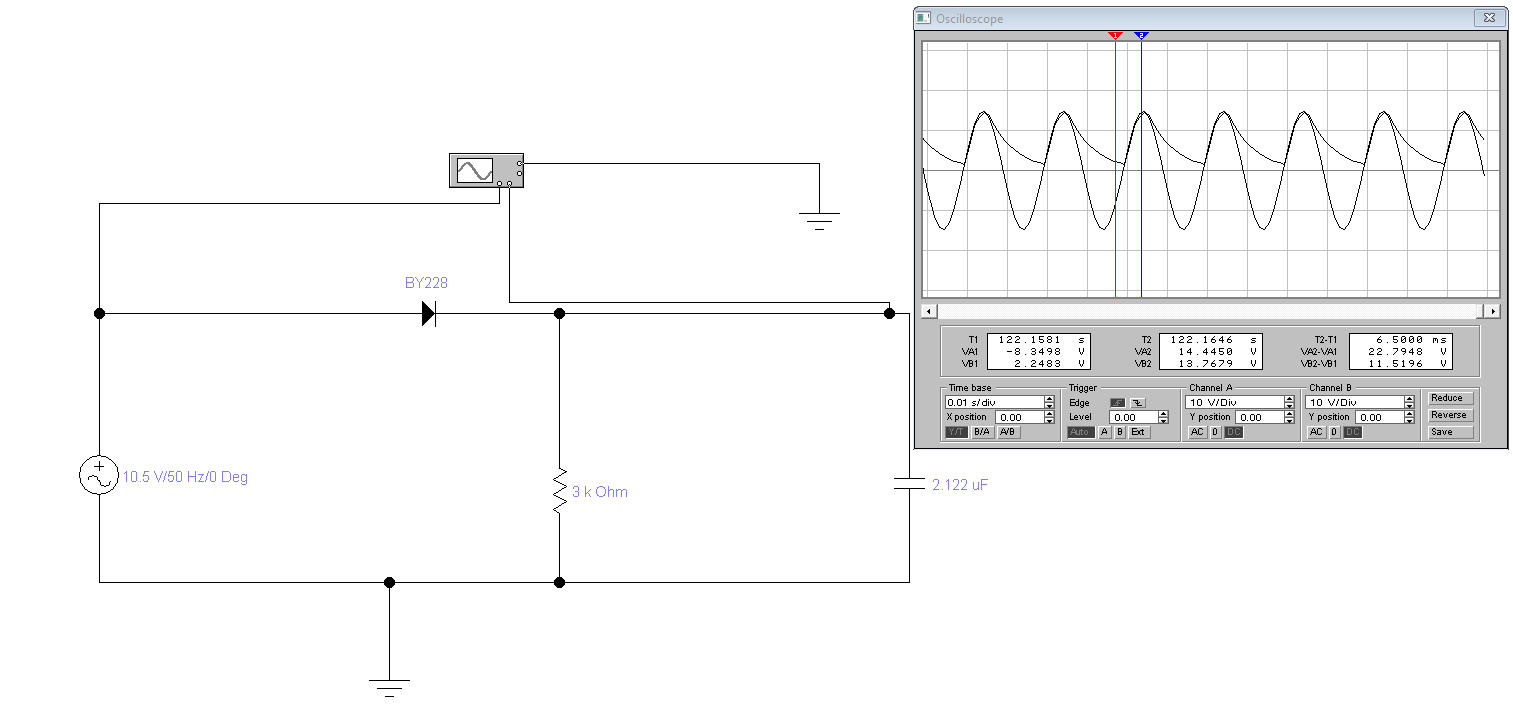 Oscilloscope
1 2
BY228
10.5 V/50 Hz/0 Deg
3 k Ohm
2.122 uF
T1 122.1581 s
VA1 -8.3498 V
VB1 2.2483 V
T2 122.1646 s
VA2 14.4450 V
VB2 13.7679 V
T2-T1 6.5000 ms
VA2-VA1 22.7948 V
VB2-VB1 11.5196 V
Time base
0.01 s/div
X position 0.00
Y/T B/A A/B
Trigger
Edge
Level 0.00
Auto A B Ext
Channel A
10 V/Div
Y position 0.00
AC 0 DC
Channel B
10 V/Div
Y position 0.00
AC 0 DC
Reduce
Reverse
Save